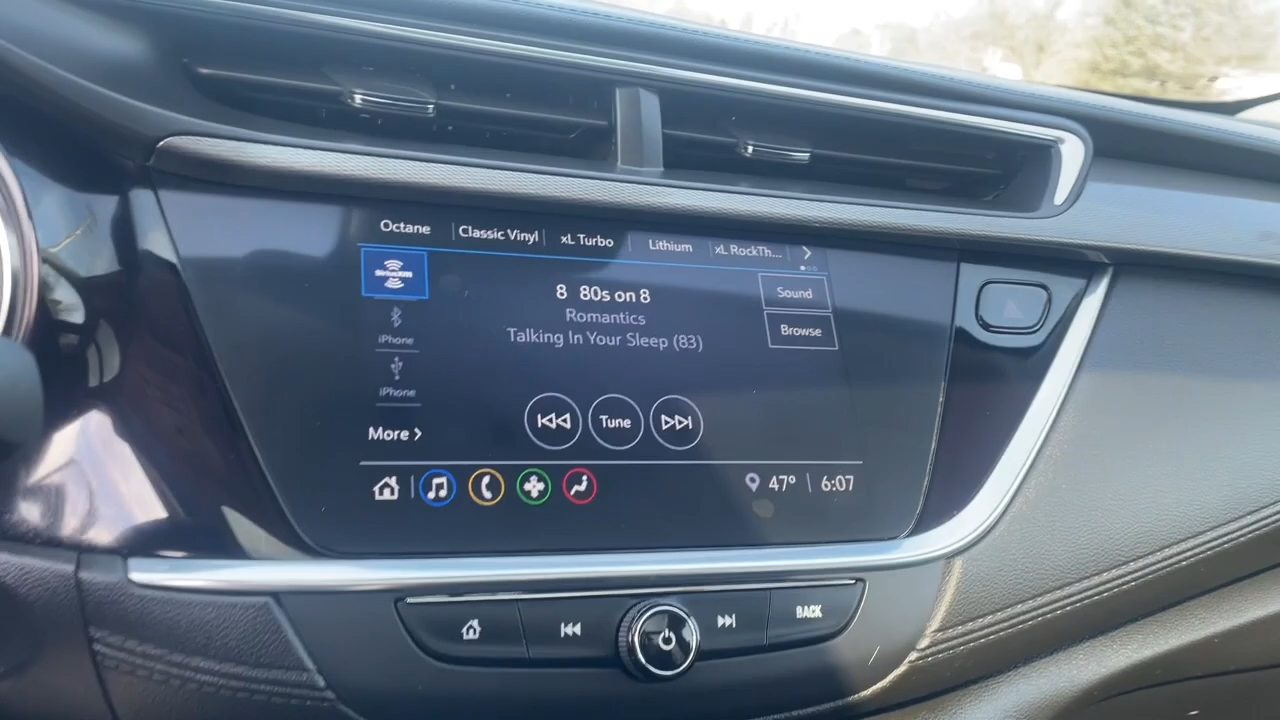 Octane Classic Vinyl xL Turbo Lithium xL RockTh...
SiriusXM
8 80s on 8
Sound
Romantics
iPhone
Talking In Your Sleep (83)
Browse
iPhone
More >
Tune
47° 6:07
BACK